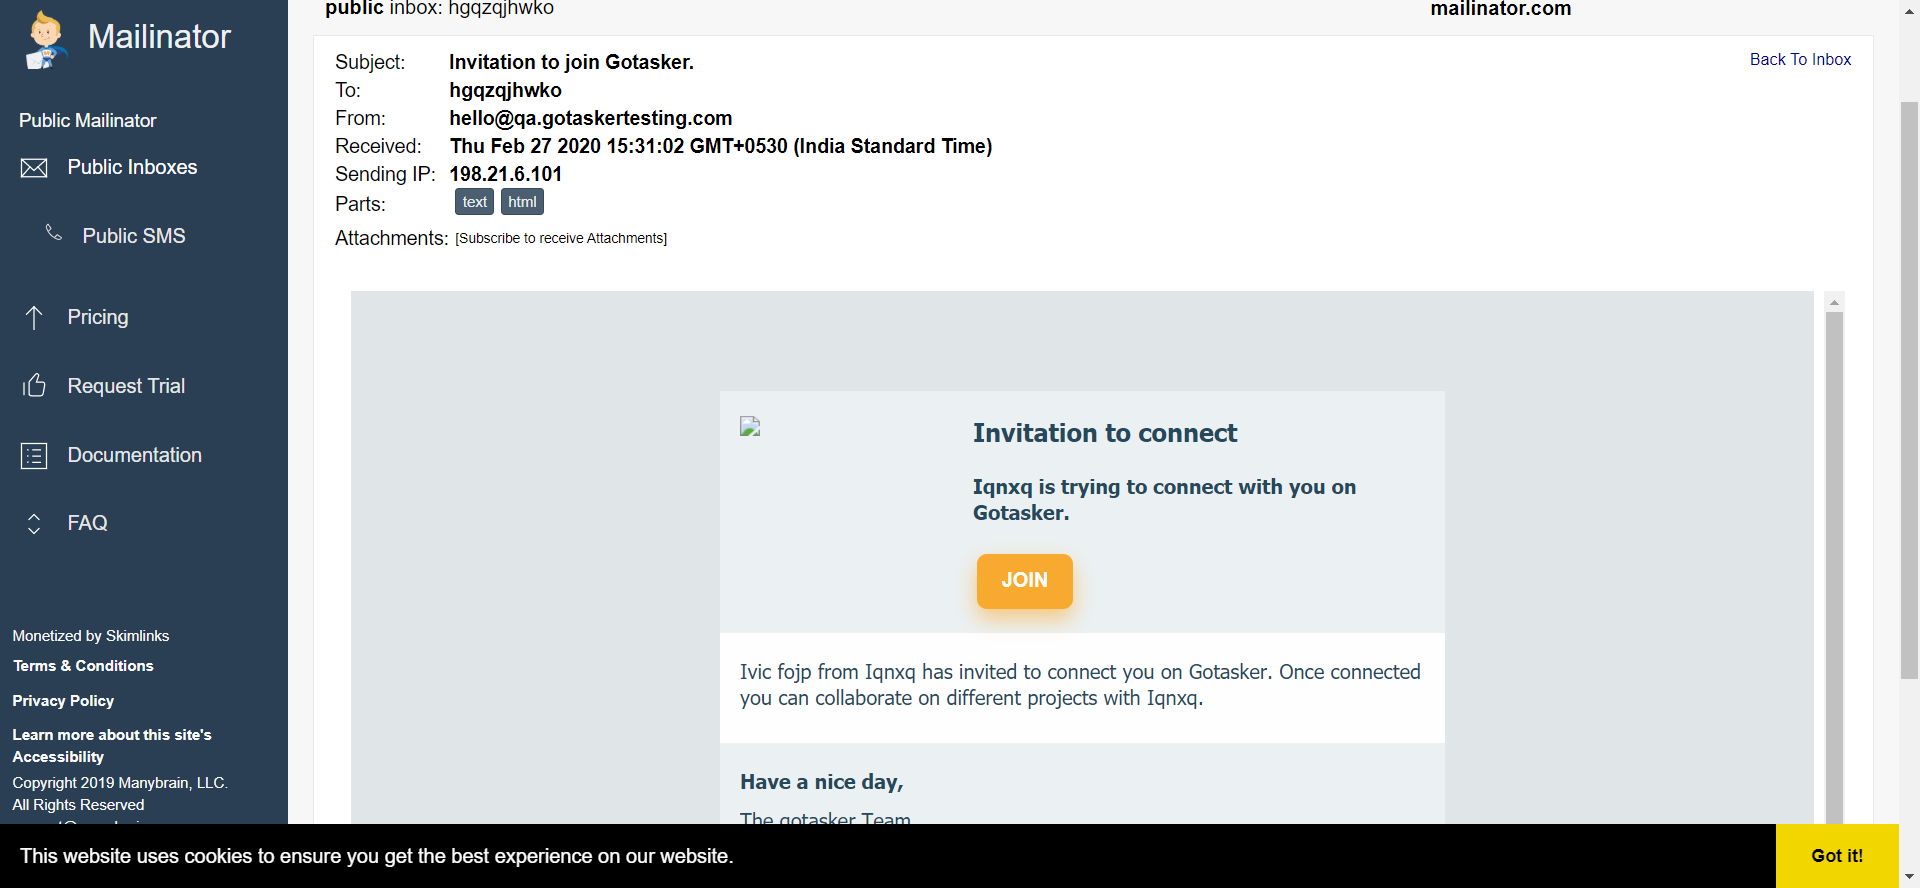 Mailinator
Public Mailinator
Public Inboxes
Public SMS
Pricing
Request Trial
Documentation
FAQ
Monetized by Skimlinks
Terms & Conditions
Privacy Policy
Learn more about this site's
Accessibility
Copyright 2019 Manybrain, LLC.
All Rights Reserved
public inbox: hgqzqjhwko
mailinator.com
Back To Inbox
Subject: Invitation to join Gotasker.
To: hgqzqjhwko
From: hello@qa.gotaskertesting.com
Received: Thu Feb 27 2020 15:31:02 GMT+0530 (India Standard Time)
Sending IP: 198.21.6.101
Parts: text html
Attachments: [Subscribe to receive Attachments]
Invitation to connect
Iqnxq is trying to connect with you on
Gotasker.
JOIN
Ivic fojp from Iqnxq has invited to connect you on Gotasker. Once connected
you can collaborate on different projects with Iqnxq.
Have a nice day,
The gotasker Team
This website uses cookies to ensure you get the best experience on our website.
Got it!